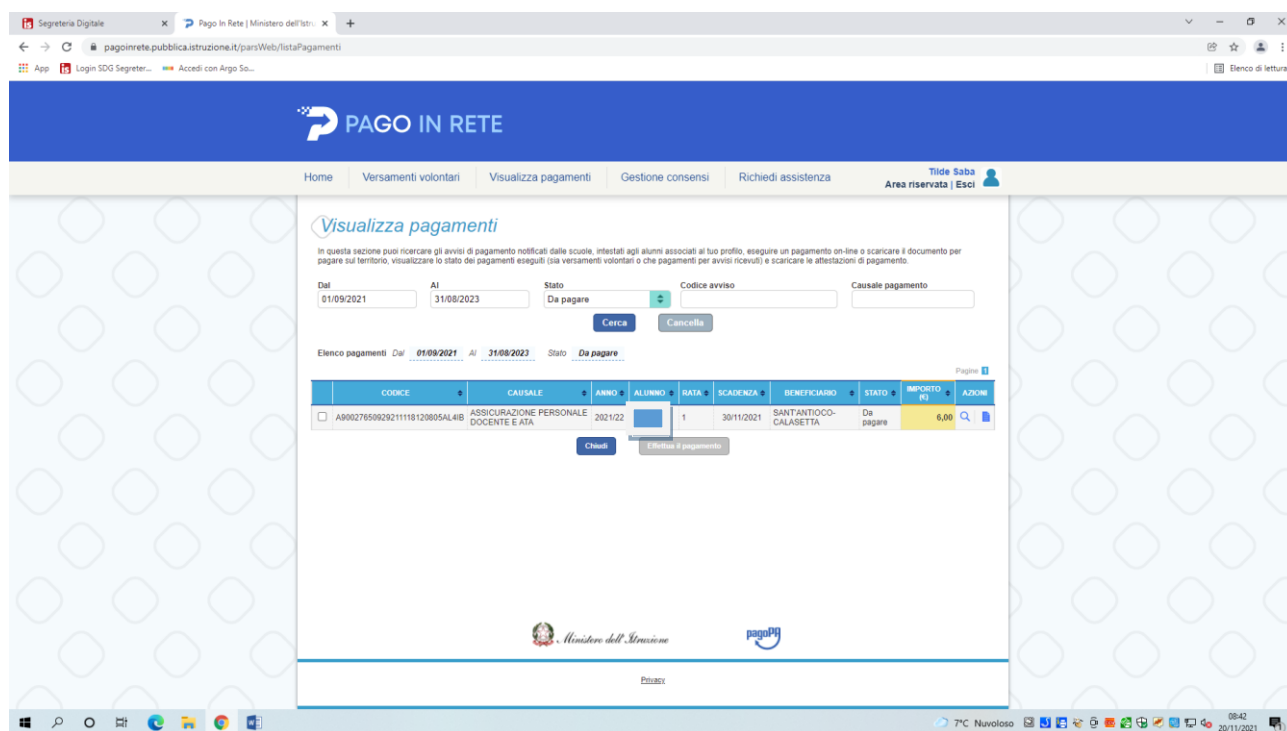 Segreteria Digitale
Pago In Rete | Ministero dell'Istru
pagoinrete.pubblica.istruzione.it/parsWeb/listaPagamenti
App
Login SDG Segreter...
Accedi con Argo So...
Elenco di lettura
PAGO IN RETE
Home
Versamenti volontari
Visualizza pagamenti
Gestione consensi
Richiedi assistenza
Tilde Saba
Area riservata | Esci
Visualizza pagamenti
In questa sezione puoi ricercare gli avvisi di pagamento notificati dalle scuole, intestati agli alunni associati al tuo profilo, eseguire un pagamento on-line o scaricare il documento per
pagare sul territorio, visualizzare lo stato dei pagamenti eseguiti (sia versamenti volontari o che pagamenti per avvisi ricevuti) e scaricare le attestazioni di pagamento.
Dal Al Stato Codice avviso Causale pagamento
01/09/2021 31/08/2023 Da pagare
Cerca Cancella
Elenco pagamenti Dal 01/09/2021 Al 31/08/2023 Stato Da pagare
Pagine 1
CODICE CAUSALE ANNO ALUNNO RATA SCADENZA BENEFICIARIO STATO IMPORTO (€) AZIONI
A90027650929211118120805AL4IB ASSICURAZIONE PERSONALE DOCENTE E ATA 2021/22 1 30/11/2021 SANT'ANTIOCO-CALASETTA Da pagare 6,00
Chiudi Effettua il pagamento
Ministero dell'Istruzione
pagoPA
Privacy
7°C Nuvoloso
08:42
20/11/2021